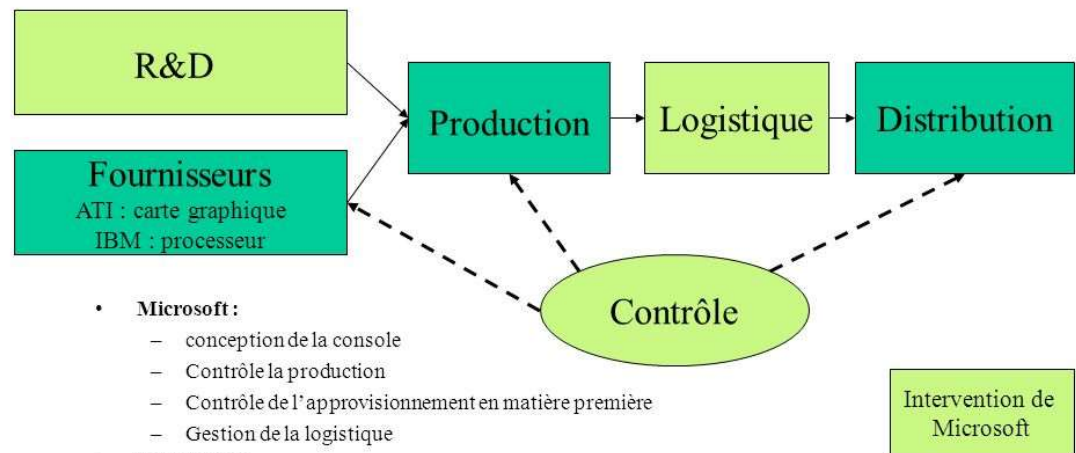 R&D
Production
Logistique
Distribution
Fournisseurs
ATI : carte graphique
IBM : processeur
Contrôle
• Microsoft :
– conception de la console
– Contrôle la production
– Contrôle de l’approvisionnement en matière première
– Gestion de la logistique
Intervention de
Microsoft